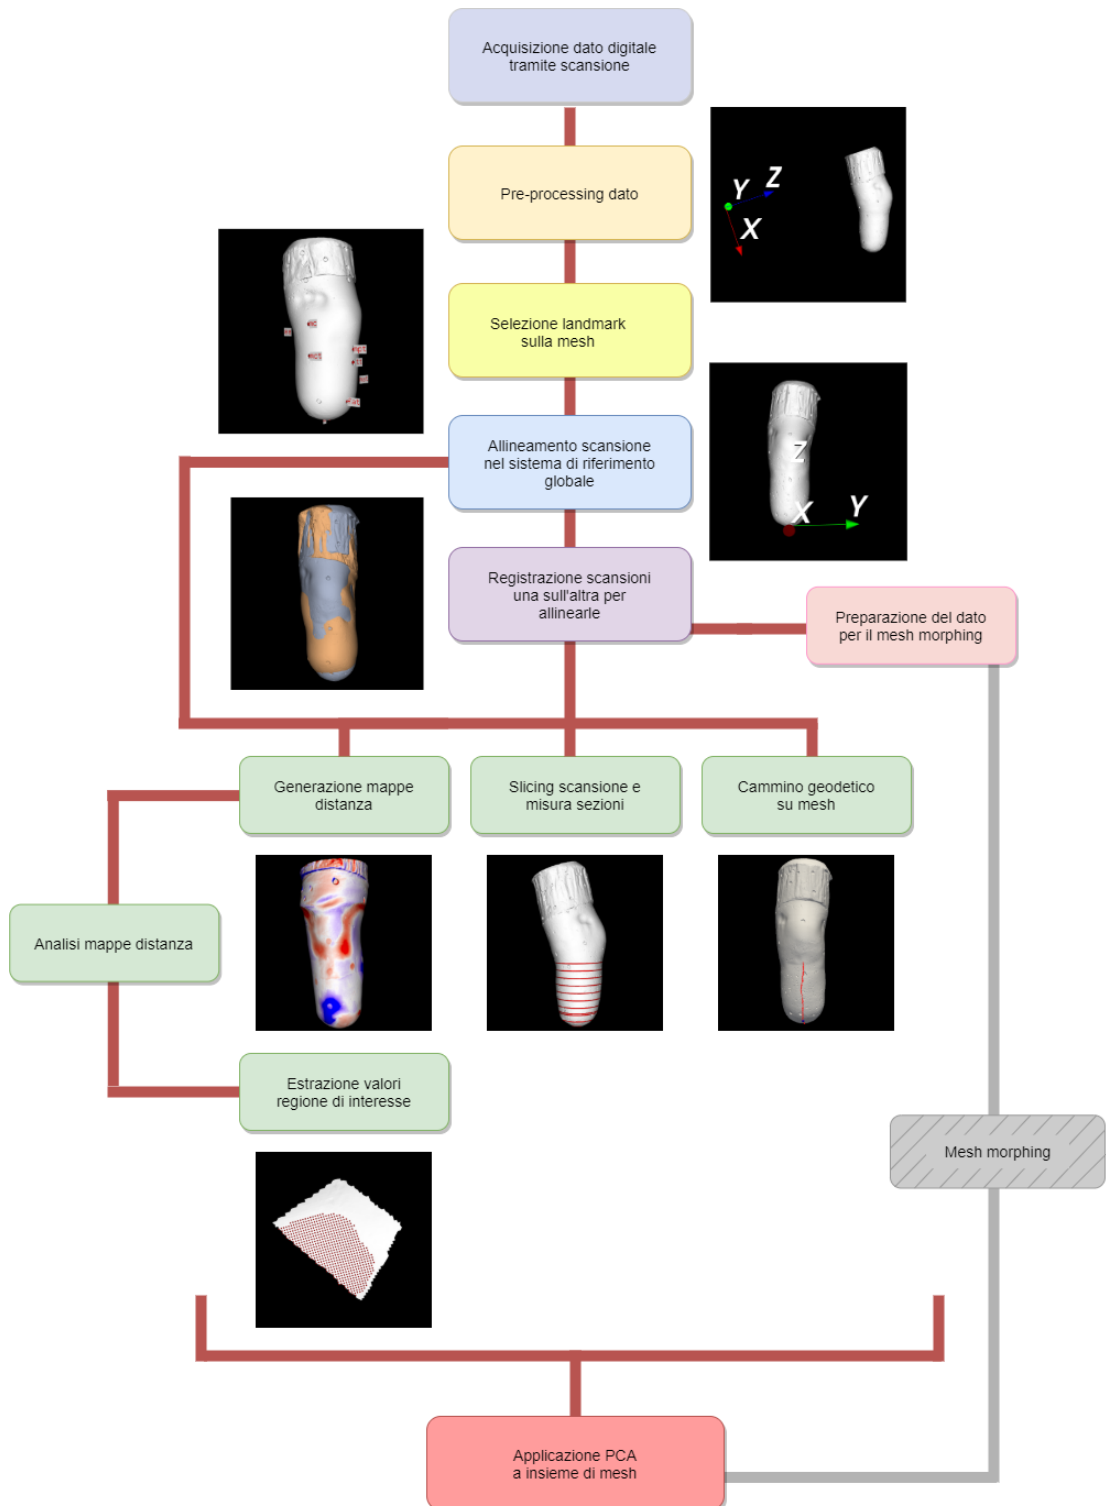 Acquisizione dato digitale
tramite scansione
Pre-processing dato
Y
Z
X
Selezione landmark
sulla mesh
Allineamento scansione
nel sistema di riferimento
globale
Z
X
Y
Registrazione scansioni
una sull'altra per
allinearle
Preparazione del dato
per il mesh morphing
Generazione mappe
distanza
Slicing scansione e
misura sezioni
Cammino geodetico
su mesh
Analisi mappe distanza
Estrazione valori
regione di interesse
Mesh morphing
Applicazione PCA
a insieme di mesh